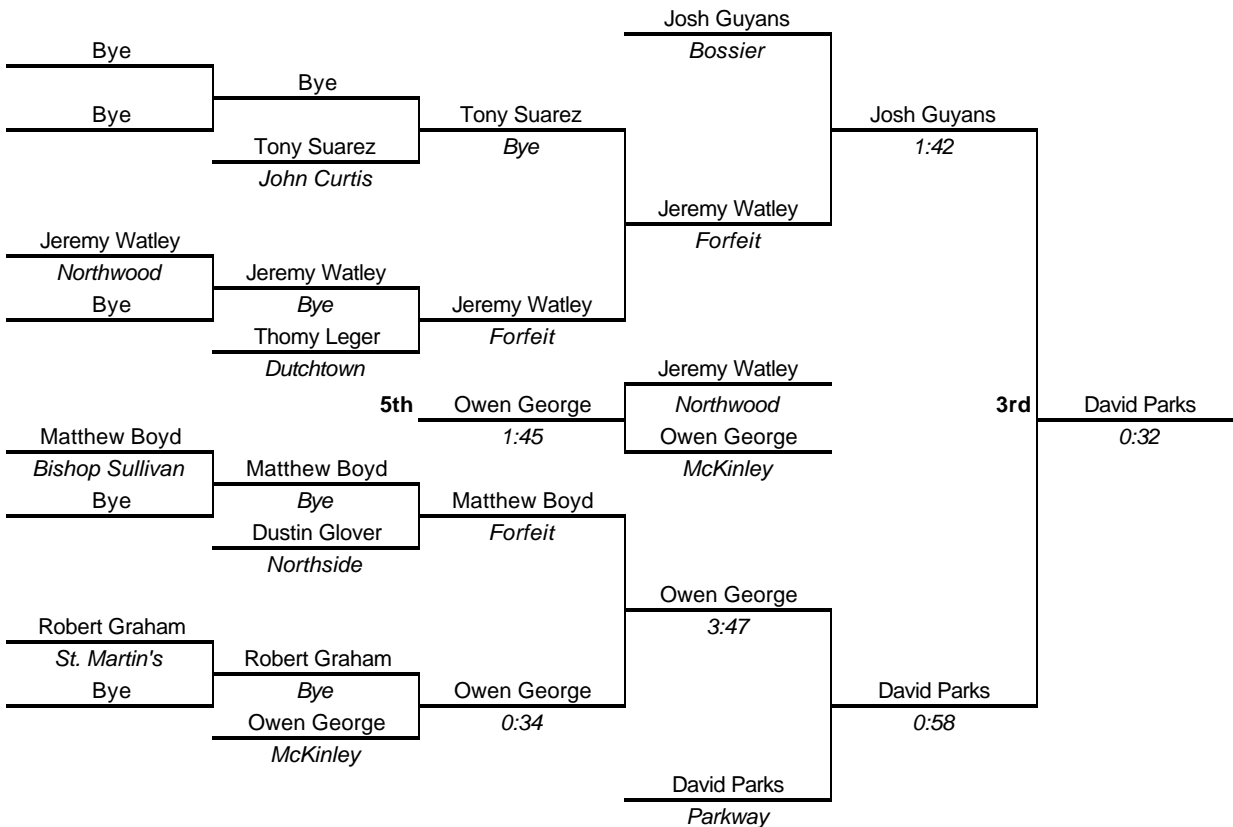 Josh Guyans
Bossier
Bye
Bye
Bye
Tony Suarez
Josh Guyans
Tony Suarez
Bye
1:42
John Curtis
Jeremy Watley
Forfeit
Jeremy Watley
Northwood
Jeremy Watley
Bye
Bye
Jeremy Watley
Thomy Leger
Forfeit
Dutchtown
Jeremy Watley
5th
Owen George
Northwood
3rd
David Parks
1:45
Owen George
0:32
Matthew Boyd
McKinley
Bishop Sullivan
Matthew Boyd
Bye
Bye
Matthew Boyd
Dustin Glover
Forfeit
Northside
Owen George
3:47
Robert Graham
St. Martin's
Robert Graham
Bye
Bye
Owen George
David Parks
Owen George
0:34
0:58
McKinley
David Parks
Parkway